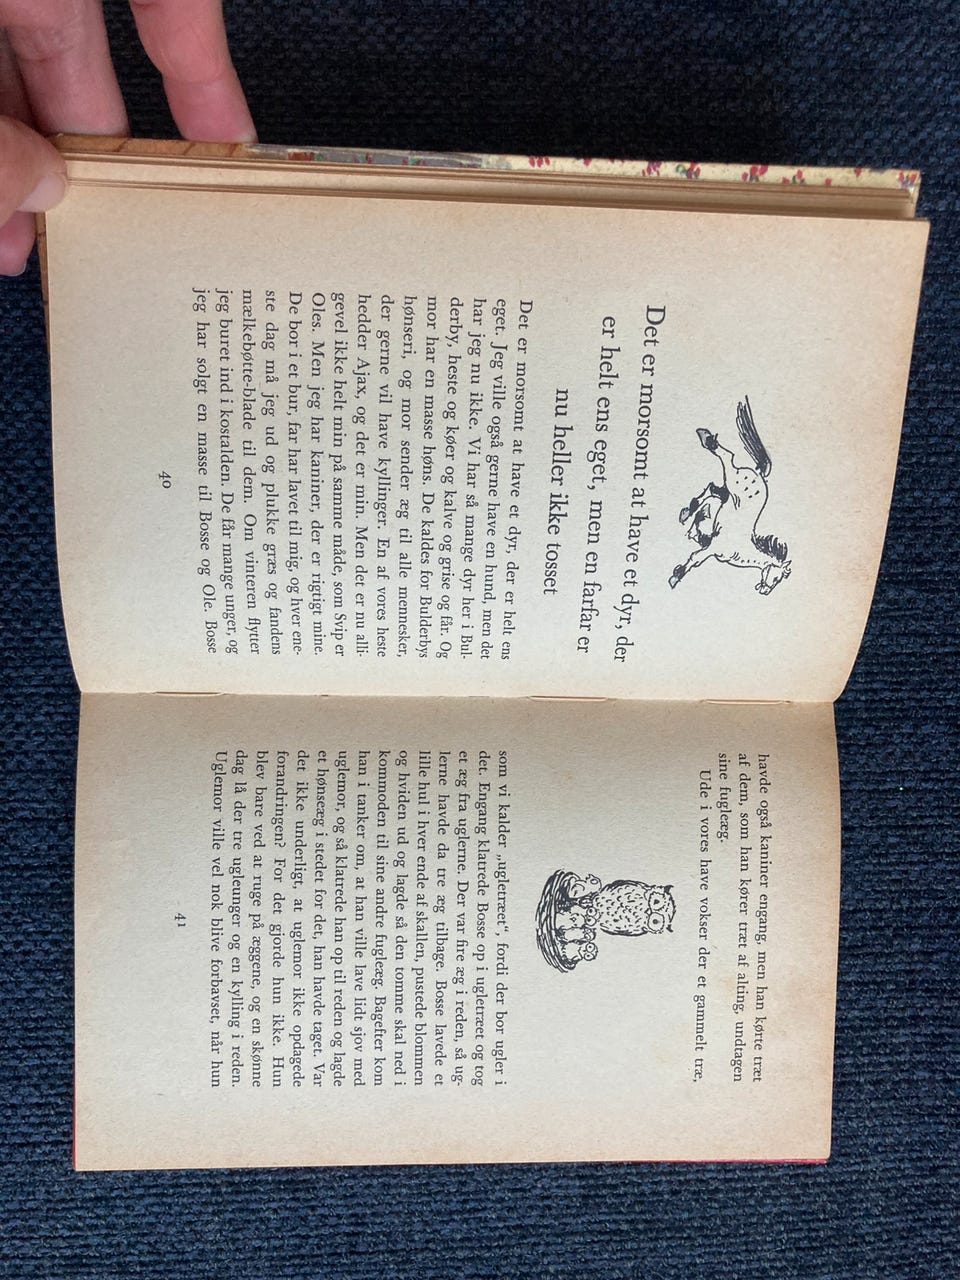 Det er morsomt at have et dyr, der
er helt ens eget, men en farfar er
nu heller ikke tosset
Det er morsomt at have et dyr, der er helt ens
eget. Jeg ville også gerne have en hund, men det
har jeg nu ikke. Vi har så mange dyr her i Bul-
derby, heste og køer og kalve og grise og får. Og
mor har en masse høns. De kaldes for Bulderbys
hønseri, og mor sender æg til alle mennesker,
der gerne vil have kyllinger. En af vores heste
hedder Ajax, og det er min. Men det er nu alli-
gevel ikke helt min på samme måde, som Svip er
Oles. Men jeg har kaniner, der er rigtigt mine.
De bor i et bur, far har lavet til mig, og hver ene-
ste dag må jeg ud og plukke græs og fandens
mælkebøtte-blade til dem. Om vinteren flytter
jeg buret ind i kostalden. De får mange unger, og
jeg har solgt en masse til Bosse og Ole. Bosse
40
havde også kaniner engang, men han kørte træt
af dem, som han kører træt af alting, undtagen
sine fugleæg.
Ude i vores have vokser der et gammelt træ,
som vi kalder „ugletræet“, fordi der bor ugler i
det. Engang klatrede Bosse op i ugletræet og tog
et æg fra uglerne. Der var fire æg i reden, så ug-
lerne havde da tre æg tilbage. Bosse lavede et
lille hul i hver ende af skallen, pustede blommen
og hviden ud og lagde så den tomme skal ned i
kommoden til sine andre fugleæg. Bagefter kom
han i tanker om, at han ville lave lidt sjov med
uglemor, og så klatrede han op til reden og lagde
et hønseæg i stedet for det, han havde taget. Var
det ikke underligt, at uglemor ikke opdagede
forandringen? For det gjorde hun ikke. Hun
blev bare ved at ruge på æggene, og en skønne
dag lå der tre ugleunger og en kylling i reden.
Uglemor ville vel nok blive forbavset, når hun
41